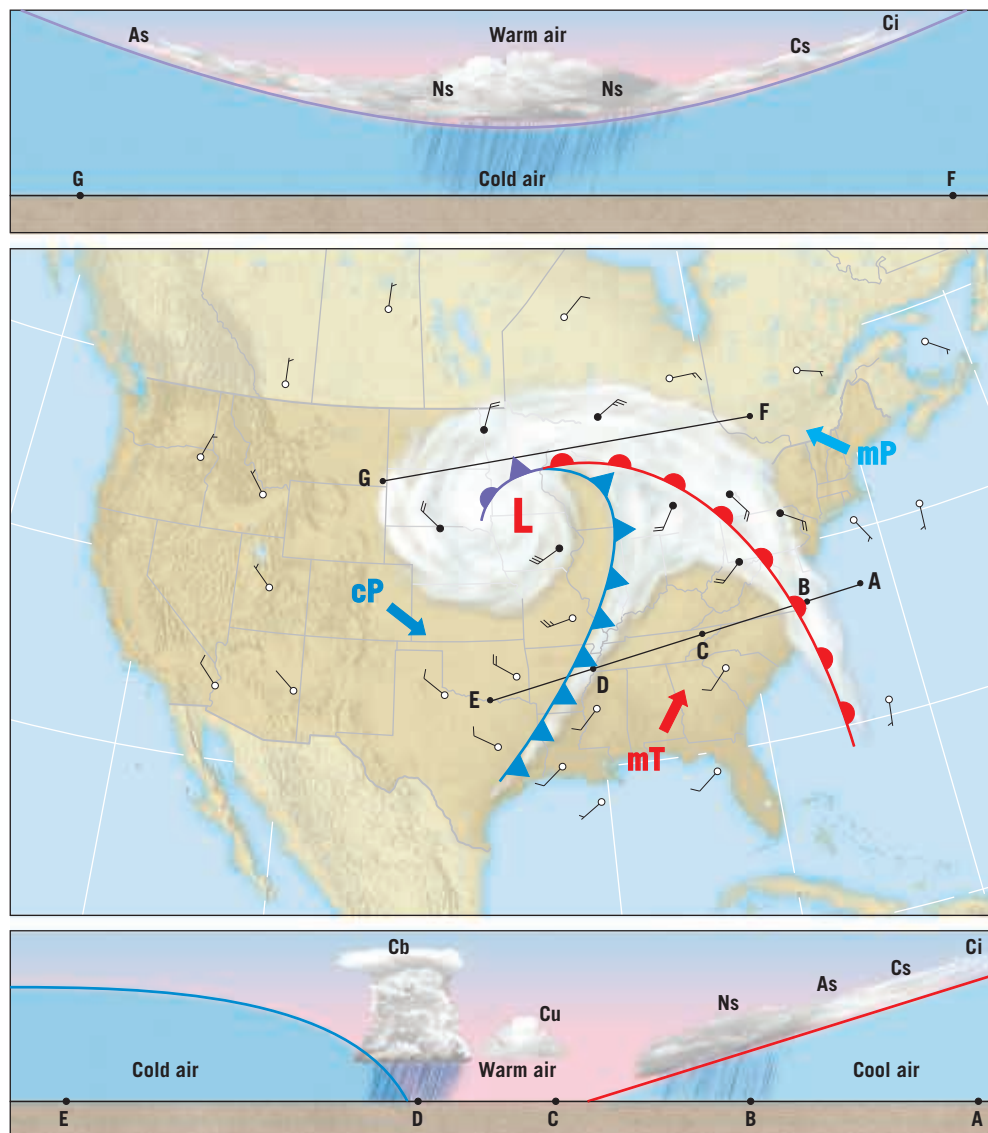 As Warm air Cs Ci
Ns Ns
G Cold air F
F
mP
G
L
A
B
cP
C
D
E
mT
Cb Ci
Cs
As
Ns
Cu
Cold air Warm air Cool air
E D C B A